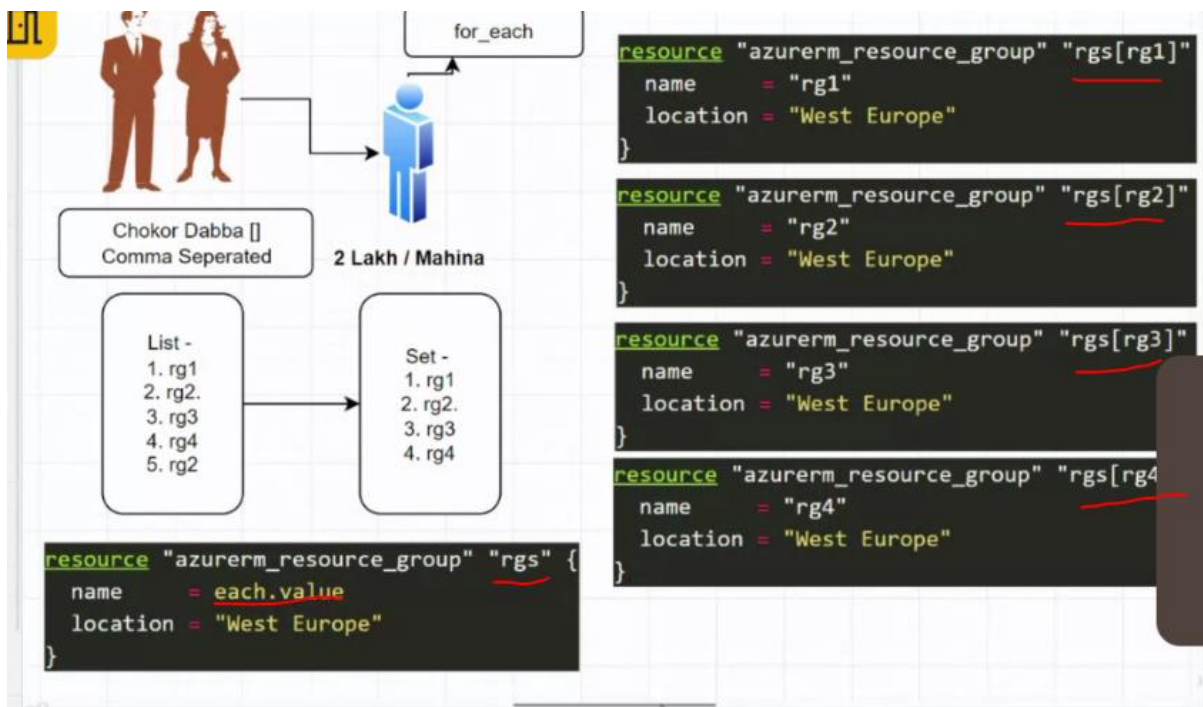 for_each
Chokor Dabba []
Comma Seperated
2 Lakh / Mahina
List -
1. rg1
2. rg2.
3. rg3
4. rg4
5. rg2
Set -
1. rg1
2. rg2.
3. rg3
4. rg4
resource "azurerm_resource_group" "rgs" {
name = each.value
location = "West Europe"
}
resource "azurerm_resource_group" "rgs[rg1]"
name = "rg1"
location = "West Europe"
}
resource "azurerm_resource_group" "rgs[rg2]"
name = "rg2"
location = "West Europe"
}
resource "azurerm_resource_group" "rgs[rg3]"
name = "rg3"
location = "West Europe"
}
resource "azurerm_resource_group" "rgs[rg4
name = "rg4"
location = "West Europe"
}